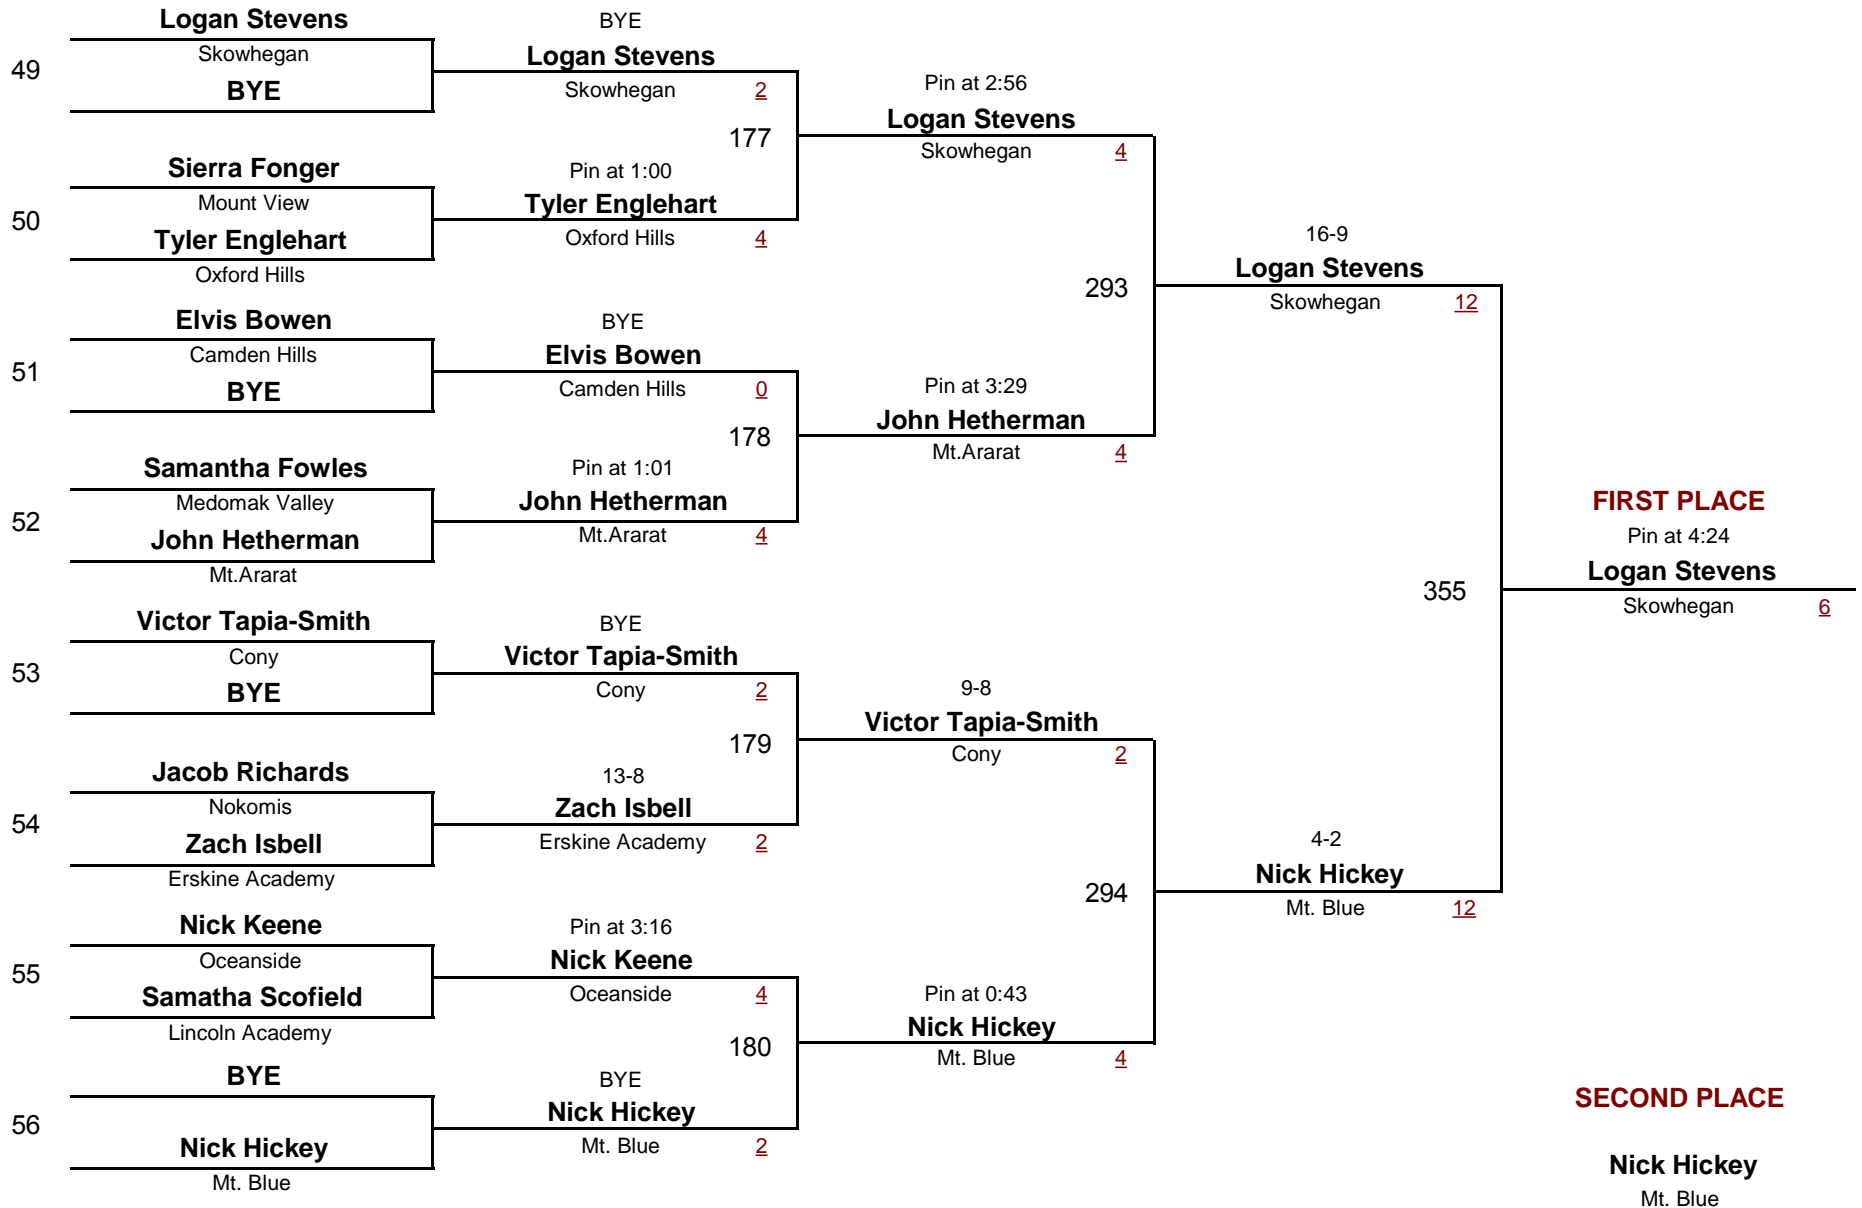 Logan Stevens
49
Skowhegan
BYE
Sierra Fonger
50
Mount View
Tyler Englehart
Oxford Hills
Elvis Bowen
51
Camden Hills
BYE
Samantha Fowles
52
Medomak Valley
John Hetherman
Mt.Ararat
Victor Tapia-Smith
53
Cony
BYE
Jacob Richards
54
Nokomis
Zach Isbell
Erskine Academy
Nick Keene
55
Oceanside
Samatha Scofield
Lincoln Academy
BYE
56
Nick Hickey
Mt. Blue
BYE
Logan Stevens
Skowhegan 2
177
Pin at 1:00
Tyler Englehart
Oxford Hills 4
BYE
Elvis Bowen
Camden Hills 0
178
Pin at 1:01
John Hetherman
Mt.Ararat 4
BYE
Victor Tapia-Smith
Cony 2
179
13-8
Zach Isbell
Erskine Academy 2
Pin at 3:16
Nick Keene
Oceanside 4
180
BYE
Nick Hickey
Mt. Blue 2
Pin at 2:56
Logan Stevens
Skowhegan 4
293
Pin at 3:29
John Hetherman
Mt.Ararat 4
9-8
Victor Tapia-Smith
Cony 2
294
Pin at 0:43
Nick Hickey
Mt. Blue 4
16-9
Logan Stevens
Skowhegan 12
355
4-2
Nick Hickey
Mt. Blue 12
FIRST PLACE
Pin at 4:24
Logan Stevens
Skowhegan 6
SECOND PLACE
Nick Hickey
Mt. Blue